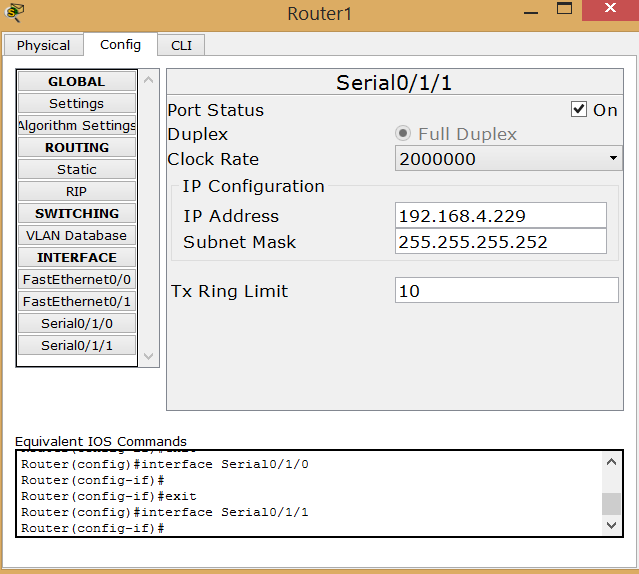 Router1
Physical
Config
CLI
GLOBAL
Settings
Algorithm Settings
ROUTING
Static
RIP
SWITCHING
VLAN Database
INTERFACE
FastEthernet0/0
FastEthernet0/1
Serial0/1/0
Serial0/1/1
Serial0/1/1
Port Status
On
Duplex
Full Duplex
Clock Rate
2000000
IP Configuration
IP Address
192.168.4.229
Subnet Mask
255.255.255.252
Tx Ring Limit
10
Equivalent IOS Commands
Router(config-if)#exit
Router(config)#interface Serial0/1/0
Router(config-if)#
Router(config-if)#exit
Router(config)#interface Serial0/1/1
Router(config-if)#